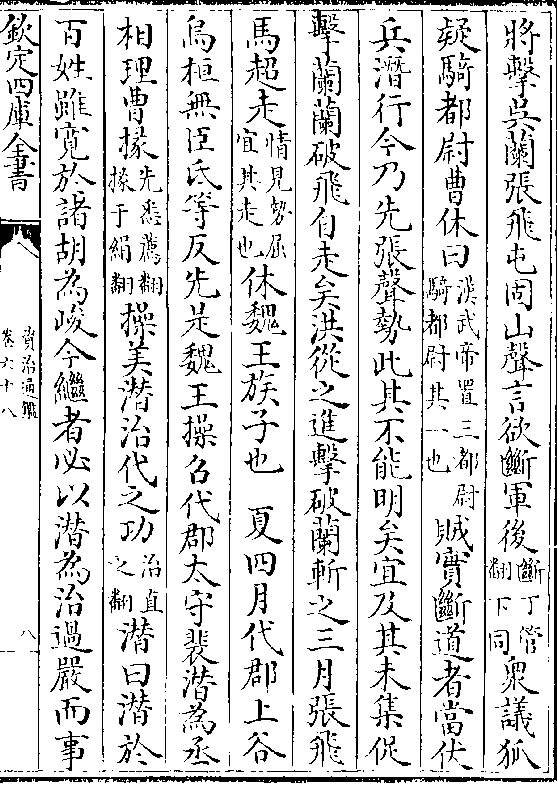 將擊吳蘭張飛屯固山聲言欲斷軍後斷丁管翻下同衆議狐
疑騎都尉曹休曰漢武帝置三都尉騎都尉其一也賊實斷道者當伏
兵潛行今乃先張聲勢此其不能明矣宜及其未集促
擊蘭蘭破飛自走矣洪從之進擊破蘭斬之三月張飛
馬超走情見勢屈宜其走也休魏王族子也 夏四月代郡上谷
烏桓無臣氐等反先是魏王操召代郡太守裴潛為丞
相理曹掾先悉薦翻掾于絹翻操美潛治代之功治直之翻潛曰潛於
百姓雖寛於諸胡為峻今繼者必以潛為治過嚴而事
欽定四庫全書
資治通鑑
卷六十八
八